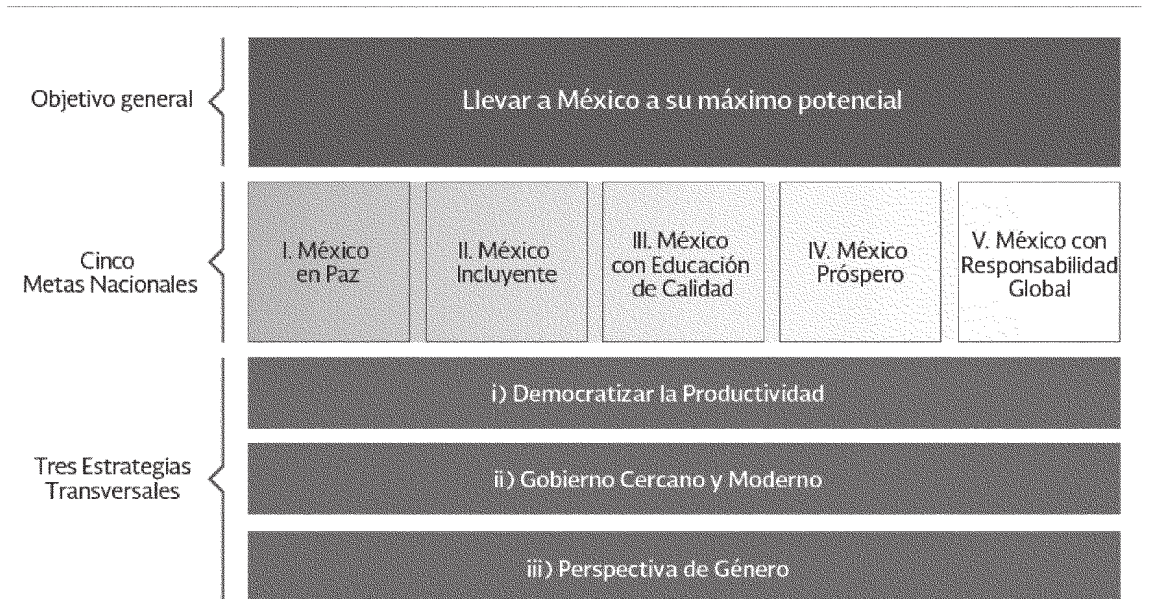 Objetivo general
Llevar a México a su máximo potencial
Cinco
Metas Nacionales
I. México
en Paz
II. México
Incluyente
III. México
con Educación
de Calidad
IV. México
Próspero
V. México con
Responsabilidad
Global
Tres Estrategias
Transversales
i) Democratizar la Productividad
ii) Gobierno Cercano y Moderno
iii) Perspectiva de Género